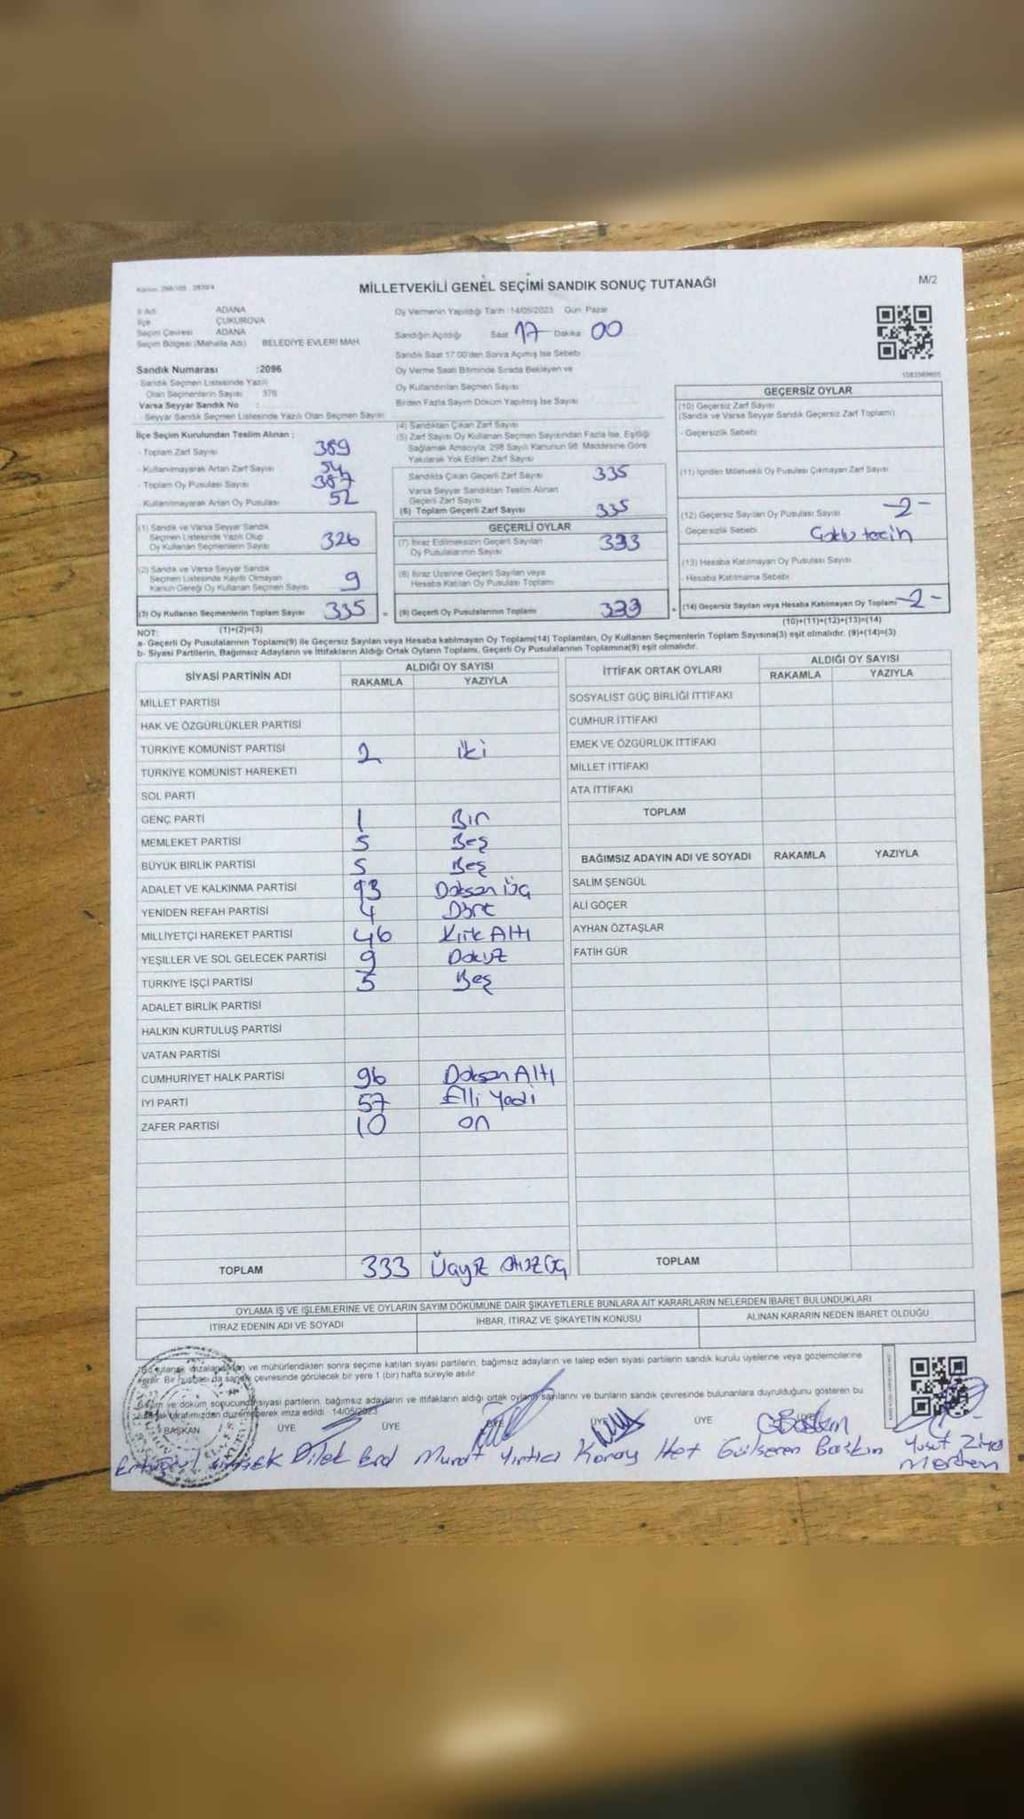 MİLLETVEKİLİ GENEL SEÇİMİ SANDIK SONUÇ TUTANAĞI
M/2
İl Adı ADANA
İlçe ÇUKUROVA
Seçim Çevresi ADANA
Seçim Bölgesi (Mahalle Adı) BELEDİYE EVLERİ MAH.
Sandık Numarası :2096
Sandık Seçmen Listesinde Yazılı
Olan Seçmenlerin Sayısı 376
Varsa Seyyar Sandık No :
Seyyar Sandık Seçmen Listesinde Yazılı Olan Seçmen Sayısı
Oy Vermenin Yapıldığı Tarih :14/05/2023 Gün: Pazar
Sandığın Açıldığı Saat 17 Dakika 00
Sandık Saat 17.00'den Sonra Açılmış İse Sebebi
Oy Verme Saati Bitiminde Sırada Bekleyen ve
Oy Kullandırılan Seçmen Sayısı
Birden Fazla Sayım Döküm Yapılmış İse Sayısı
İlçe Seçim Kurulundan Teslim Alınan :
- Toplam Zarf Sayısı 389
- Kullanılmayarak Artan Zarf Sayısı 54
- Toplam Oy Pusulası Sayısı 387
- Kullanılmayarak Artan Oy Pusulası 52
(1) Sandık ve Varsa Seyyar Sandık
Seçmen Listesinde Yazılı Olup
Oy Kullanan Seçmenlerin Sayısı 326
(2) Sandık ve Varsa Seyyar Sandık
Seçmen Listesinde Kayıtlı Olmayan
Kanun Gereği Oy Kullanan Seçmen Sayısı 9
(3) Oy Kullanan Seçmenlerin Toplam Sayısı 335 =
(1)+(2)=(3)
(4) Sandıktan Çıkan Zarf Sayısı
(5) Zarf Sayısı Oy Kullanan Seçmen Sayısından Fazla İse, Eşitliği
Sağlamak Amacıyla, 298 Sayılı Kanunun 98. Maddesine Göre
Yakılarak Yok Edilen Zarf Sayısı
Sandıkta Çıkan Geçerli Zarf Sayısı 335
Varsa Seyyar Sandıktan Teslim Alınan
Geçerli Zarf Sayısı
(6) Toplam Geçerli Zarf Sayısı 335
GEÇERLİ OYLAR
(7) İtiraz Edilmeksizin Geçerli Sayılan
Oy Pusulalarının Sayısı 333
(8) İtiraz Üzerine Geçerli Sayılan veya
Hesaba Katılan Oy Pusulası Toplamı
(9) Geçerli Oy Pusulalarının Toplamı 333 +
GEÇERSİZ OYLAR
(10) Geçersiz Zarf Sayısı
(Sandık ve Varsa Seyyar Sandık Geçersiz Zarf Toplamı)
- Geçersizlik Sebebi
(11) İçinden Milletvekili Oy Pusulası Çıkmayan Zarf Sayısı
(12) Geçersiz Sayılan Oy Pusulası Sayısı -2-
Geçersizlik Sebebi Çoklu tercih
(13) Hesaba Katılmayan Oy Pusulası Sayısı
- Hesaba Katılmama Sebebi
(14) Geçersiz Sayılan veya Hesaba Katılmayan Oy Toplamı -2-
(10)+(11)+(12)+(13)=(14)
NOT:
a- Geçerli Oy Pusulalarının Toplamı(9) ile Geçersiz Sayılan veya Hesaba katılmayan Oy Toplam(14) Toplamları, Oy Kullanan Seçmenlerin Toplam Sayısına(3) eşit olmalıdır. (9)+(14)=(3)
b- Siyasi Partilerin, Bağımsız Adayların ve İttifakların Aldığı Ortak Oyların Toplamı, Geçerli Oy Pusulalarının Toplamına(9) eşit olmalıdır.
SİYASİ PARTİNİN ADI ALDIĞI OY SAYISI
RAKAMLA YAZIYLA
MİLLET PARTİSİ
HAK VE ÖZGÜRLÜKLER PARTİSİ
TÜRKİYE KOMÜNİST PARTİSİ 2 iki
TÜRKİYE KOMÜNİST HAREKETİ
SOL PARTİ
GENÇ PARTİ 1 Bir
MEMLEKET PARTİSİ 5 Beş
BÜYÜK BİRLİK PARTİSİ 5 Beş
ADALET VE KALKINMA PARTİSİ 93 Doksan Üç
YENİDEN REFAH PARTİSİ 4 Dört
MİLLİYETÇİ HAREKET PARTİSİ 46 Kırk Altı
YEŞİLLER VE SOL GELECEK PARTİSİ 9 Dokuz
TÜRKİYE İŞÇİ PARTİSİ 5 Beş
ADALET BİRLİK PARTİSİ
HALKIN KURTULUŞ PARTİSİ
VATAN PARTİSİ
CUMHURİYET HALK PARTİSİ 96 Doksan Altı
İYİ PARTİ 57 Elli Yedi
ZAFER PARTİSİ 10 on
TOPLAM 333
İTTİFAK ORTAK OYLARI ALDIĞI OY SAYISI
RAKAMLA YAZIYLA
SOSYALİST GÜÇ BİRLİĞİ İTTİFAKI
CUMHUR İTTİFAKI
EMEK VE ÖZGÜRLÜK İTTİFAKI
MİLLET İTTİFAKI
ATA İTTİFAKI
TOPLAM
BAĞIMSIZ ADAYIN ADI VE SOYADI RAKAMLA YAZIYLA
SALİM ŞENGÜL
ALİ GÖÇER
AYHAN ÖZTAŞLAR
FATİH GÜR
TOPLAM
OYLAMA İŞ VE İŞLEMLERİNE VE OYLARIN SAYIM DÖKÜMÜNE DAİR ŞİKAYETLERLE BUNLARA AİT KARARLARIN NELERDEN İBARET BULUNDUKLARI
İTİRAZ EDENİN ADI VE SOYADI İHBAR, İTİRAZ VE ŞİKAYETİN KONUSU ALINAN KARARIN NEDEN İBARET OLDUĞU
ve mühürlendikten sonra seçime katılan siyasi partilerin, bağımsız adayların ve talep eden siyasi partilerin sandık kurulu üyelerine veya gözlemcilerine
Bir nüshası da sandık çevresinde görülecek bir yere 1 (bir) hafta süreyle asılır
ve döküm sonucunda siyasi partilerin, bağımsız adayların ve ittifakların aldığı ortak oyların sayılarını ve bunların sandık çevresinde bulunanlara duyrulduğunu gösteren bu
tarafımızdan düzenlenerek imza edildi. 14/05/2023
BAŞKAN ÜYE ÜYE ÜYE ÜYE ÜYE
Dilek Murat Yırtıcı Koray Gülseren Baskın Yusuf Ziya